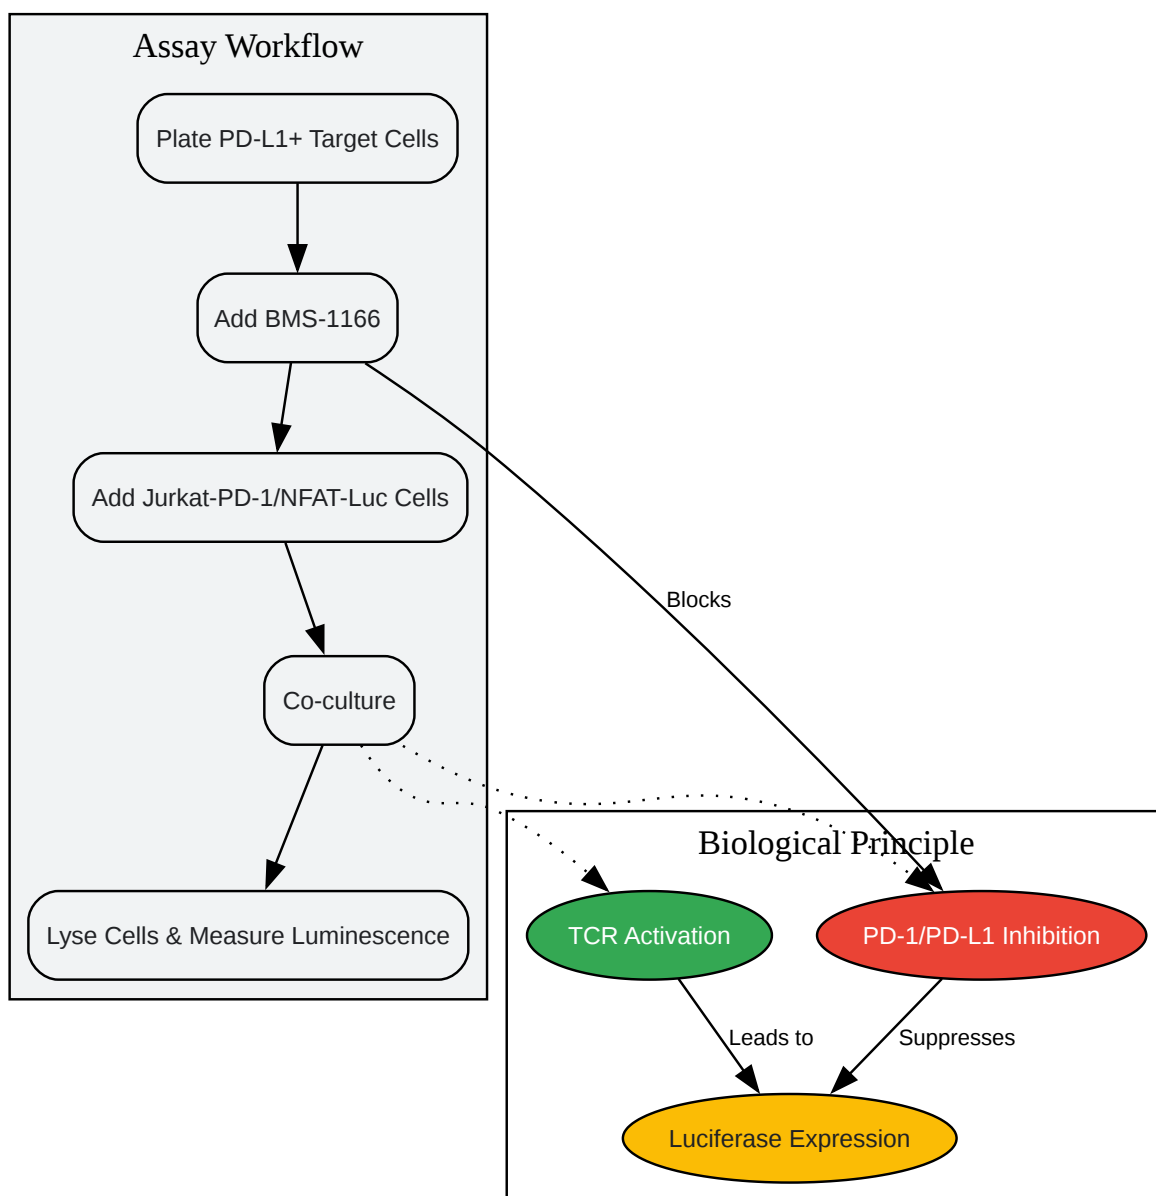 Assay Workflow
Plate PD-L1+ Target Cells
Add BMS-1166
Add Jurkat-PD-1/NFAT-Luc Cells
Blocks
Co-culture
Biological Principle
Lyse Cells & Measure Luminescence
TCR Activation
PD-1/PD-L1 Inhibition
Leads to
Suppresses
Luciferase Expression